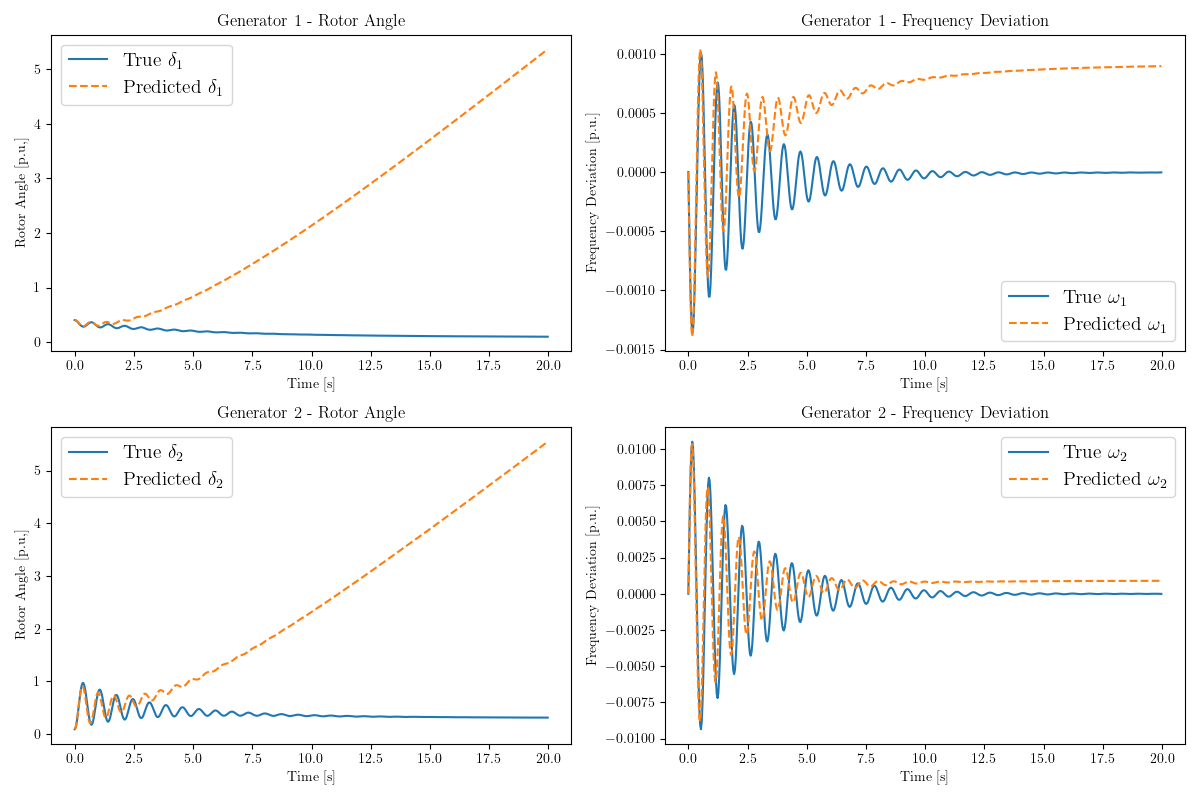 Generator 1 - Rotor Angle
True δ₁
Predicted δ₁
Rotor Angle [p.u.]
5
4
3
2
1
0
0.0 2.5 5.0 7.5 10.0 12.5 15.0 17.5 20.0
Time [s]
Generator 1 - Frequency Deviation
Frequency Deviation [p.u.]
0.0010
0.0005
0.0000
−0.0005
−0.0010
−0.0015
True ω₁
Predicted ω₁
0.0 2.5 5.0 7.5 10.0 12.5 15.0 17.5 20.0
Time [s]
Generator 2 - Rotor Angle
True δ₂
Predicted δ₂
Rotor Angle [p.u.]
5
4
3
2
1
0
0.0 2.5 5.0 7.5 10.0 12.5 15.0 17.5 20.0
Time [s]
Generator 2 - Frequency Deviation
True ω₂
Predicted ω₂
Frequency Deviation [p.u.]
0.0100
0.0075
0.0050
0.0025
0.0000
−0.0025
−0.0050
−0.0075
−0.0100
0.0 2.5 5.0 7.5 10.0 12.5 15.0 17.5 20.0
Time [s]